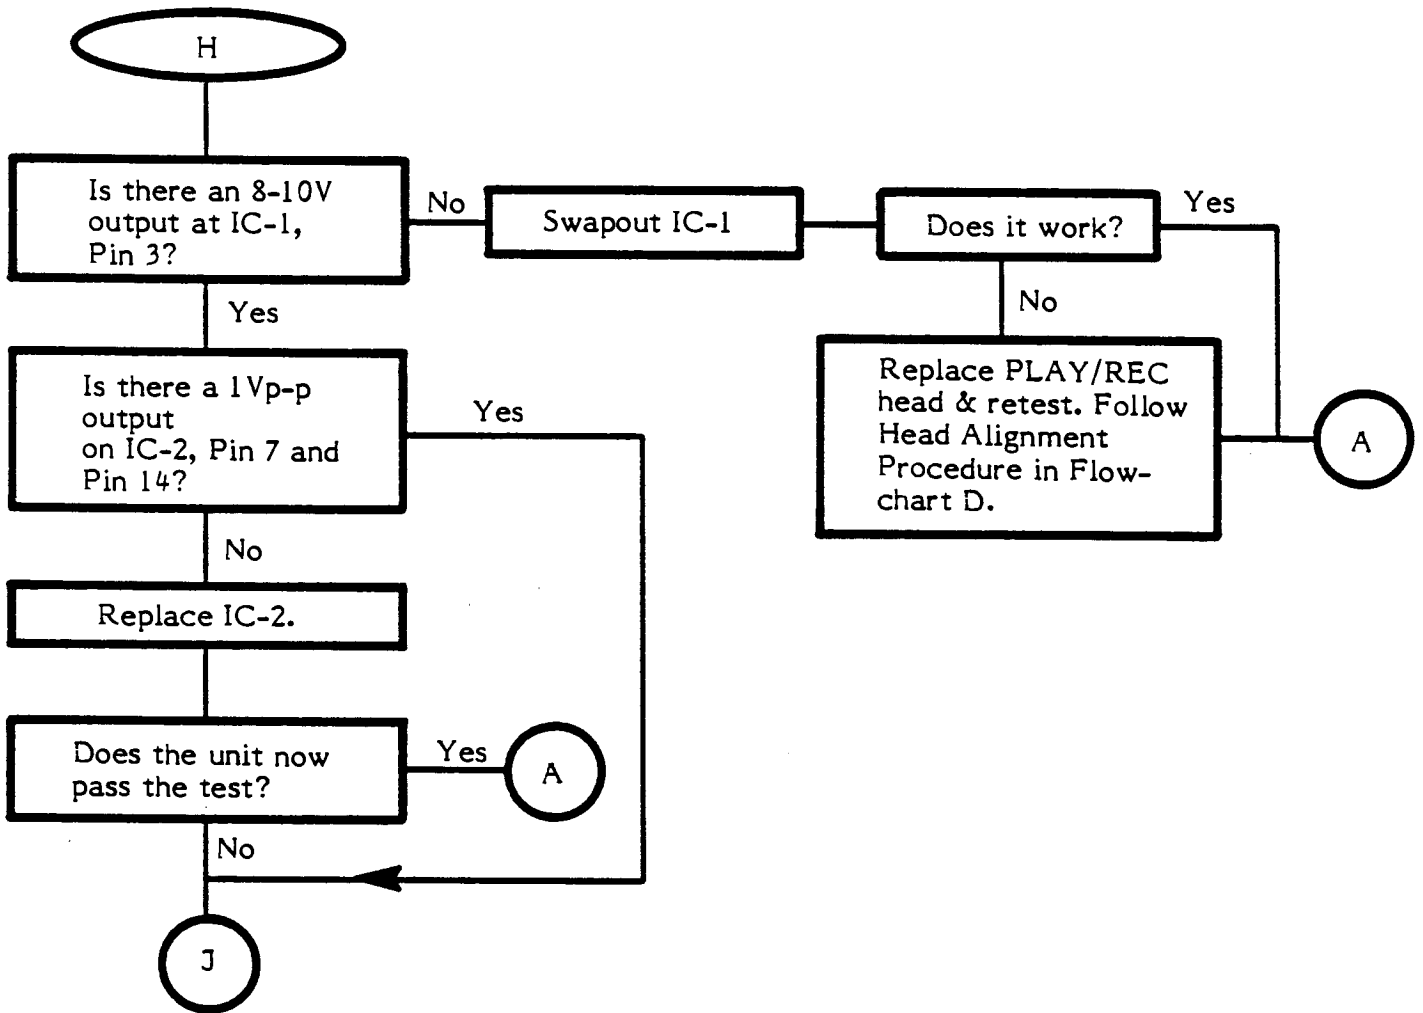 H
Is there an 8-10V
output at IC-1,
Pin 3?
No
Swapout IC-1
Does it work?
Yes
No
Replace PLAY/REC
head & retest. Follow
Head Alignment
Procedure in Flow-
chart D.
A
Yes
Is there a 1Vp-p
output
on IC-2, Pin 7 and
Pin 14?
Yes
No
Replace IC-2.
Does the unit now
pass the test?
Yes
A
No
J